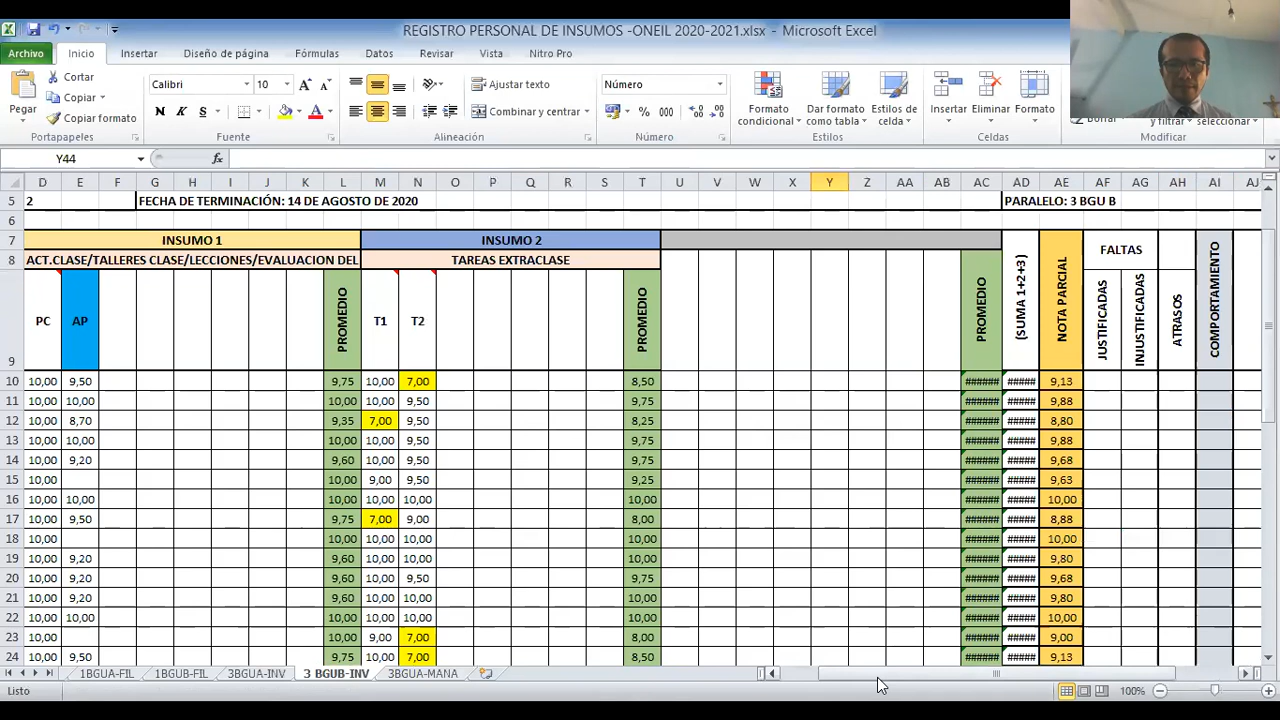 REGISTRO PERSONAL DE INSUMOS -ONEIL 2020-2021.xlsx - Microsoft Excel
Archivo Inicio Insertar Diseño de página Fórmulas Datos Revisar Vista Nitro Pro
Cortar Calibri 10 Ajustar texto Número
Copiar
Pegar Copiar formato N K S Combinar y centrar % 000 Formato condicional Dar formato como tabla Estilos de celda Insertar Eliminar Formato Borrar y filtrar seleccionar
Portapapeles Fuente Alineación Número Estilos Celdas Modificar
Y44 fx
D E F G H I J K L M N O P Q R S T U V W X Y Z AA AB AC AD AE AF AG AH AI AJ
5 2 FECHA DE TERMINACIÓN: 14 DE AGOSTO DE 2020 PARALELO: 3 BGU B
6
7 INSUMO 1 INSUMO 2
8 ACT.CLASE/TALLERES CLASE/LECCIONES/EVALUACION DEL TAREAS EXTRACLASE
9 PC AP PROMEDIO T1 T2 PROMEDIO PROMEDIO (SUMA 1+2+3) NOTA PARCIAL FALTAS JUSTIFICADAS INJUSTIFICADAS ATRASOS COMPORTAMIENTO
10 10,00 9,50 9,75 10,00 7,00 8,50 ###### ##### 9,13
11 10,00 10,00 10,00 10,00 9,50 9,75 ###### ##### 9,88
12 10,00 8,70 9,35 7,00 9,50 8,25 ###### ##### 8,80
13 10,00 10,00 10,00 10,00 9,50 9,75 ###### ##### 9,88
14 10,00 9,20 9,60 10,00 9,50 9,75 ###### ##### 9,68
15 10,00 10,00 9,00 9,50 9,25 ###### ##### 9,63
16 10,00 10,00 10,00 10,00 10,00 10,00 ###### ##### 10,00
17 10,00 9,50 9,75 7,00 9,00 8,00 ###### ##### 8,88
18 10,00 10,00 10,00 10,00 10,00 ###### ##### 10,00
19 10,00 9,20 9,60 10,00 10,00 10,00 ###### ##### 9,80
20 10,00 9,20 9,60 10,00 9,50 9,75 ###### ##### 9,68
21 10,00 9,20 9,60 10,00 10,00 10,00 ###### ##### 9,80
22 10,00 10,00 10,00 10,00 10,00 10,00 ###### ##### 10,00
23 10,00 10,00 9,00 7,00 8,00 ###### ##### 9,00
24 10,00 9,50 9,75 10,00 7,00 8,50 ###### ##### 9,13
1BGUA-FIL 1BGUB-FIL 3BGUA-INV 3 BGUB-INV 3BGUA-MANA
Listo 100%